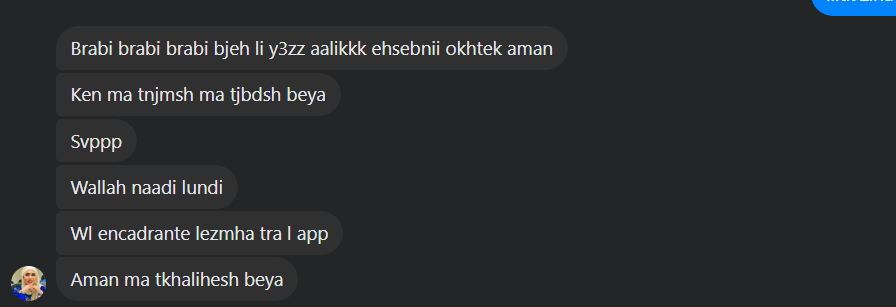 Brabi brabi brabi bjeh li y3zz aalikkk ehsebnii okhtek aman
Ken ma tnjmsh ma tjbdsh beya
Svppp
Wallah naadi lundi
Wl encadrante lezmha tra l app
Aman ma tkhalihesh beya